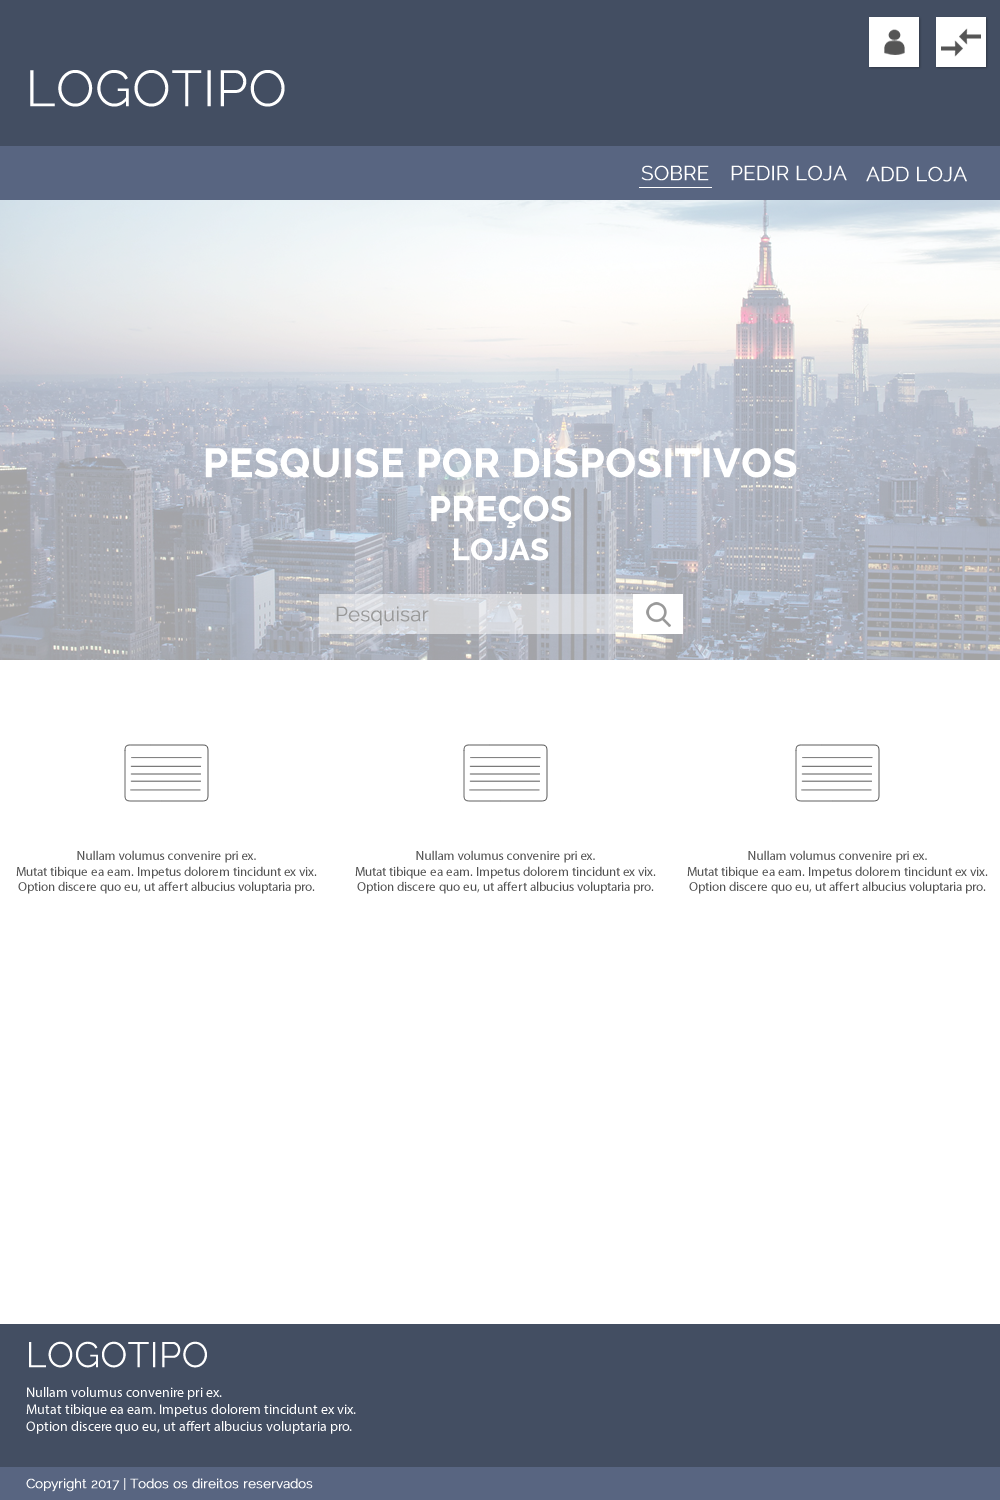 LOGOTIPO
SOBRE PEDIR LOJA ADD LOJA
PESQUISE POR DISPOSITIVOS
PREÇOS
LOJAS
Pesquisar
Nullam volumus convenire pri ex.
Mutat tibique ea eam. Impetus dolorem tincidunt ex vix.
Option discere quo eu, ut affert albucius voluptaria pro.
Nullam volumus convenire pri ex.
Mutat tibique ea eam. Impetus dolorem tincidunt ex vix.
Option discere quo eu, ut affert albucius voluptaria pro.
Nullam volumus convenire pri ex.
Mutat tibique ea eam. Impetus dolorem tincidunt ex vix.
Option discere quo eu, ut affert albucius voluptaria pro.
LOGOTIPO
Nullam volumus convenire pri ex.
Mutat tibique ea eam. Impetus dolorem tincidunt ex vix.
Option discere quo eu, ut affert albucius voluptaria pro.
Copyright 2017 | Todos os direitos reservados